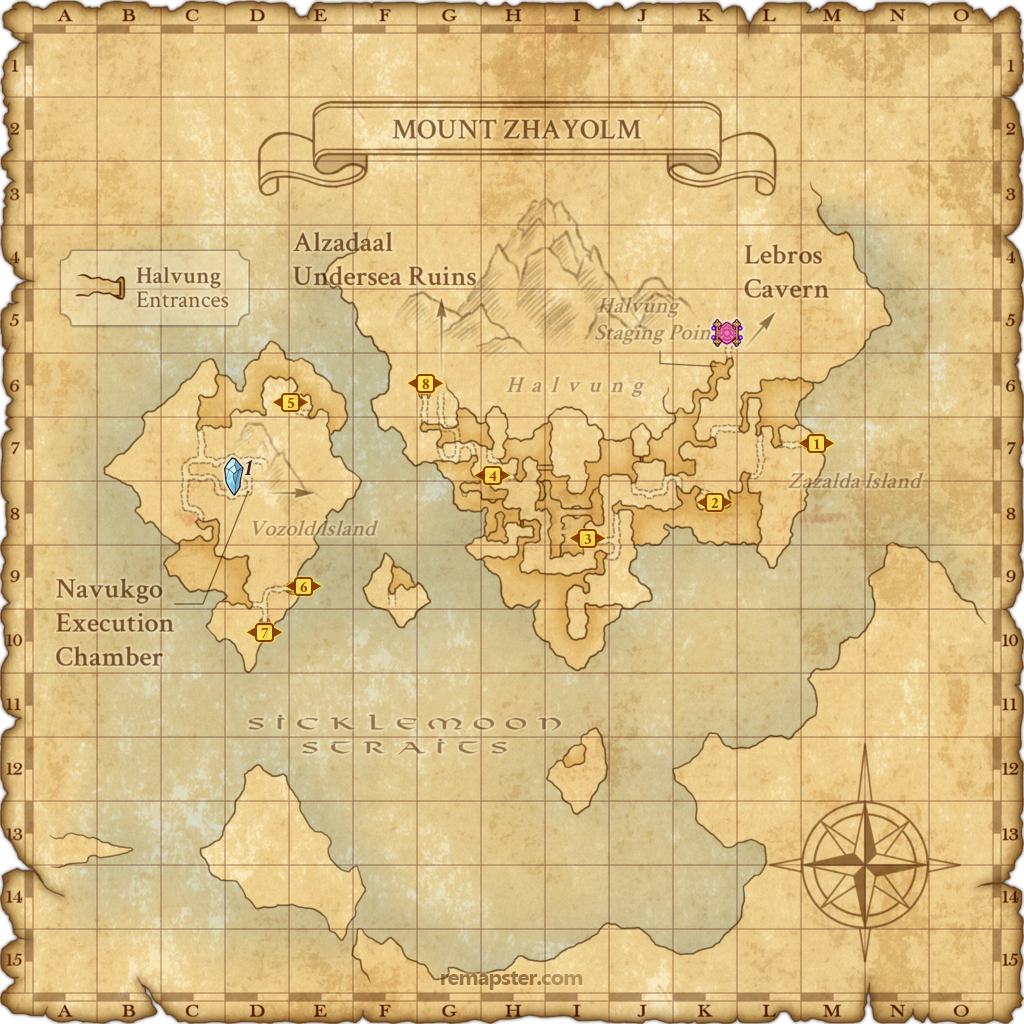 A B C D E F G H I J K L M N O
1 1
2 2
MOUNT ZHAYOLM
3 3
4 4
Alzadaal
Undersea Ruins
Lebros
Cavern
Halvung
Entrances
5 5
Halvung
Staging Poin
6 6
Halvung
8
5
7 7
1
4
1
Zazalda Island
8 8
2
Vozold Island
3
9 9
Navukgo
Execution
Chamber
6
7
10 10
11 11
SICKLEMOON
STRAITS
12 12
13 13
14 14
15 15
remapster.com
A B C D E F G H I J K L M N O